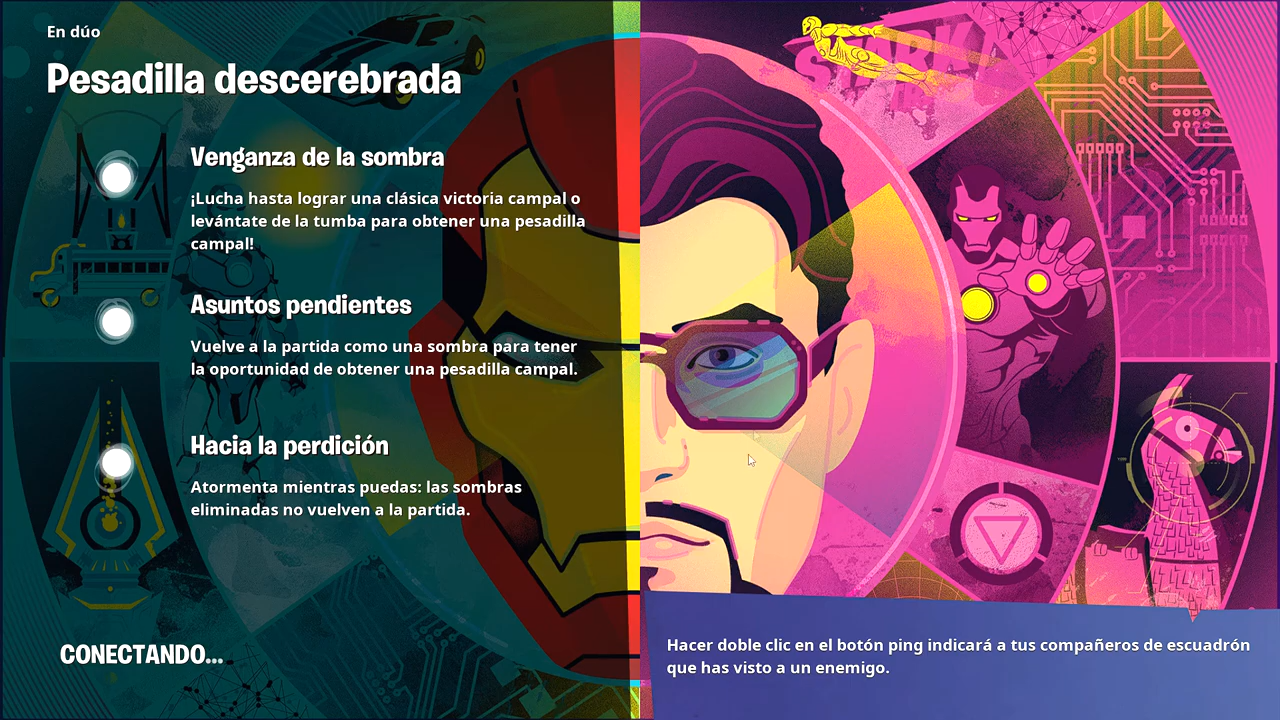 En dúo
Pesadilla descerebrada
Venganza de la sombra
¡Lucha hasta lograr una clásica victoria campal o
levántate de la tumba para obtener una pesadilla
campal!
Asuntos pendientes
Vuelve a la partida como una sombra para tener
la oportunidad de obtener una pesadilla campal.
Hacia la perdición
Atormenta mientras puedas: las sombras
eliminadas no vuelven a la partida.
CONECTANDO...
STARK
Hacer doble clic en el botón ping indicará a tus compañeros de escuadrón
que has visto a un enemigo.